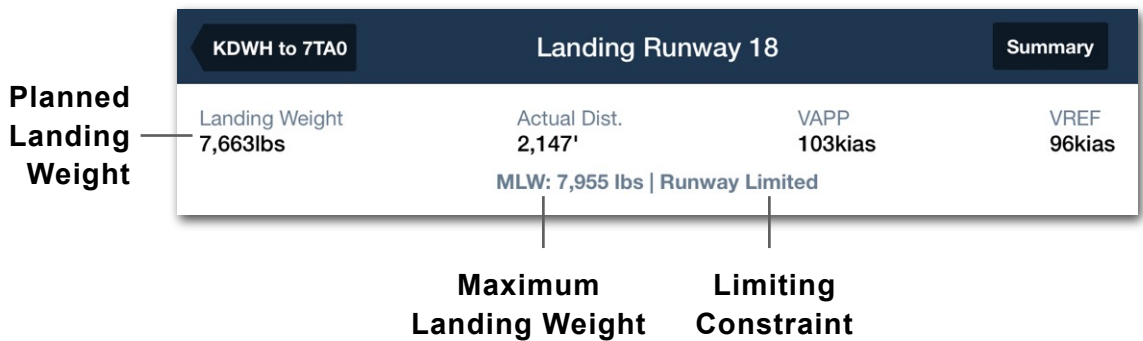 KDWH to 7TA0
Landing Runway 18
Summary
Planned
Landing
Weight
Landing Weight
7,663lbs
Actual Dist.
2,147'
VAPP
103kias
VREF
96kias
MLW: 7,955 lbs | Runway Limited
Maximum
Landing Weight
Limiting
Constraint